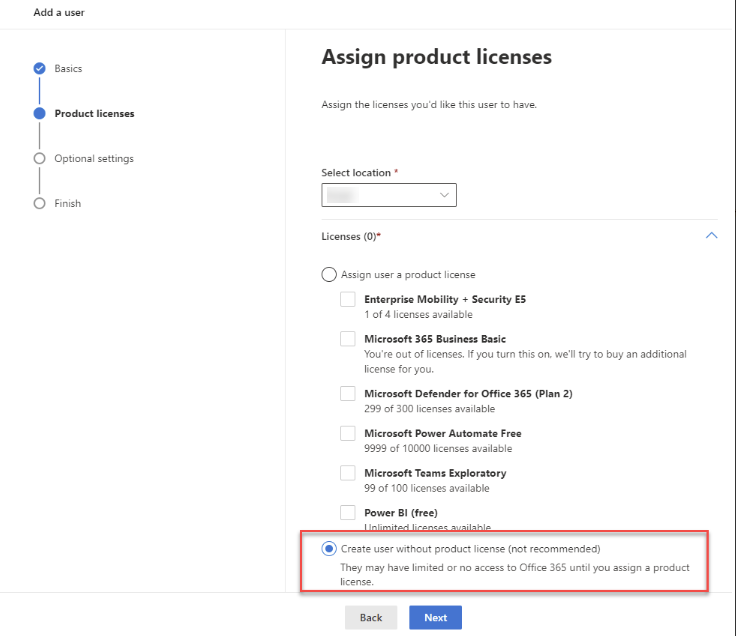 Add a user
Basics
Product licenses
Optional settings
Finish
Assign product licenses
Assign the licenses you'd like this user to have.
Select location *
Licenses (0)*
Assign user a product license
Enterprise Mobility + Security E5
1 of 4 licenses available
Microsoft 365 Business Basic
You're out of licenses. If you turn this on, we'll try to buy an additional
license for you.
Microsoft Defender for Office 365 (Plan 2)
299 of 300 licenses available
Microsoft Power Automate Free
9999 of 10000 licenses available
Microsoft Teams Exploratory
99 of 100 licenses available
Power BI (free)
Unlimited licenses available
Create user without product license (not recommended)
They may have limited or no access to Office 365 until you assign a product
license.
Back
Next